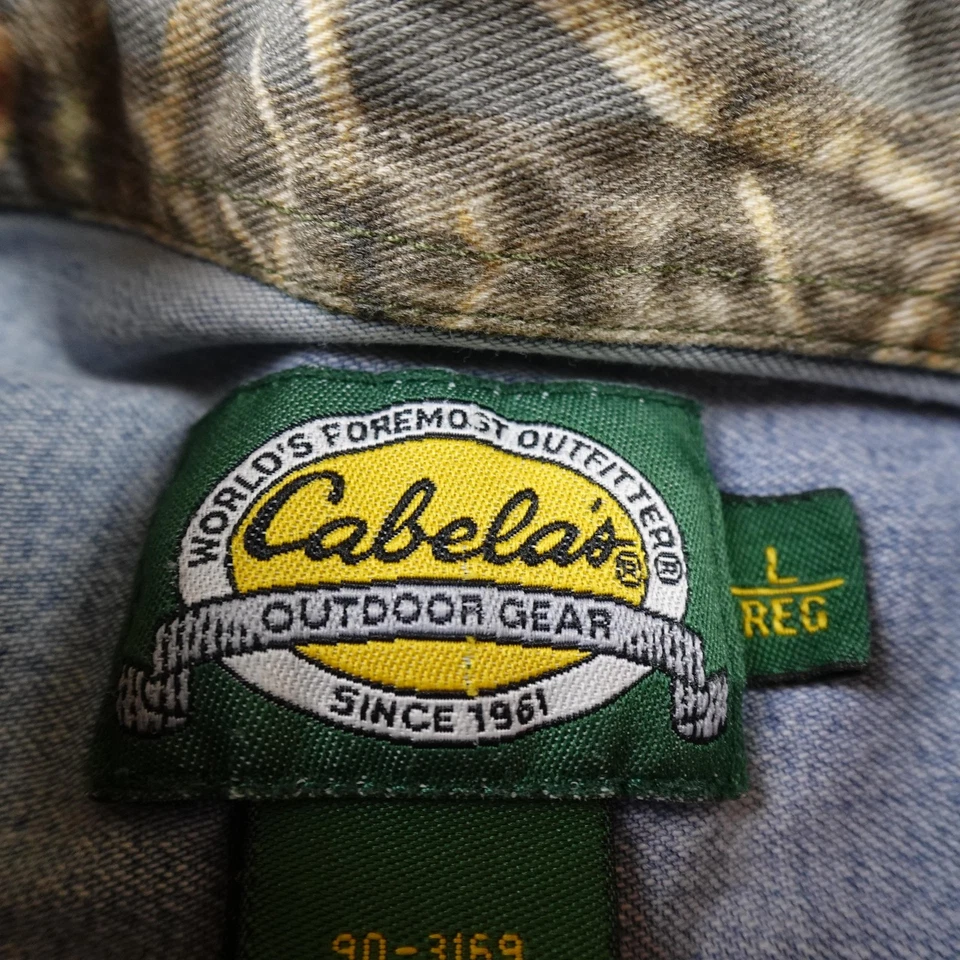 WORLD'S FOREMOST OUTFITTER®
Cabela's®
OUTDOOR GEAR
SINCE 1961
L
REG
90-3169